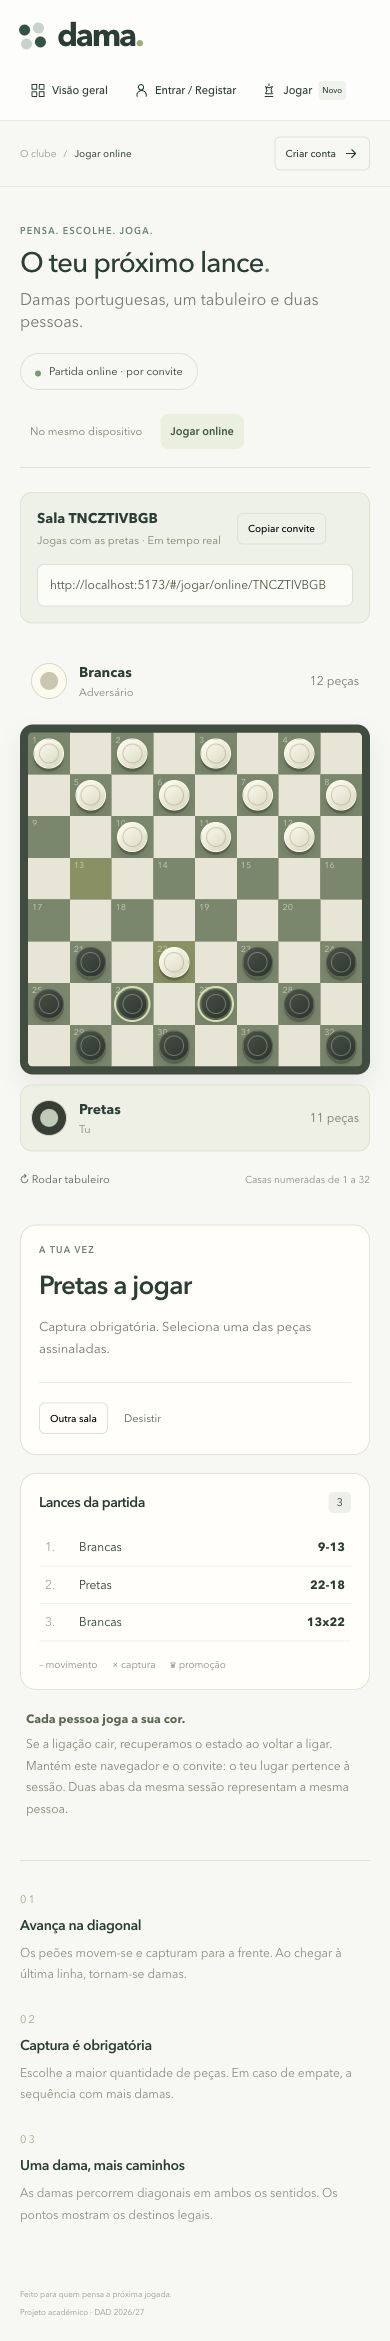 dama.
Visão geral
Entrar / Registar
Jogar Novo
O clube / Jogar online
Criar conta →
PENSA. ESCOLHE. JOGA.
O teu próximo lance.
Damas portuguesas, um tabuleiro e duas
pessoas.
Partida online · por convite
No mesmo dispositivo
Jogar online
Sala TNCZTIVBGB
Jogas com as pretas · Em tempo real
Copiar convite
http://localhost:5173/#/jogar/online/TNCZTIVBGB
Brancas
Adversário
12 peças
1 2 3 4
5 6 7 8
9 10 11 12
13 14 15 16
17 18 19 20
21 22 23 24
25 28
29 30 31 32
Pretas
Tu
11 peças
↻ Rodar tabuleiro
Casas numeradas de 1 a 32
A TUA VEZ
Pretas a jogar
Captura obrigatória. Seleciona uma das peças
assinaladas.
Outra sala
Desistir
Lances da partida 3
1. Brancas 9-13
2. Pretas 22-18
3. Brancas 13x22
– movimento × captura ♛ promoção
Cada pessoa joga a sua cor.
Se a ligação cair, recuperamos o estado ao voltar a ligar.
Mantém este navegador e o convite: o teu lugar pertence à
sessão. Duas abas da mesma sessão representam a mesma
pessoa.
01
Avança na diagonal
Os peões movem-se e capturam para a frente. Ao chegar à
última linha, tornam-se damas.
02
Captura é obrigatória
Escolhe a maior quantidade de peças. Em caso de empate, a
sequência com mais damas.
03
Uma dama, mais caminhos
As damas percorrem diagonais em ambos os sentidos. Os
pontos mostram os destinos legais.
Feito para quem pensa a próxima jogada.
Projeto académico · DAD 2026/27